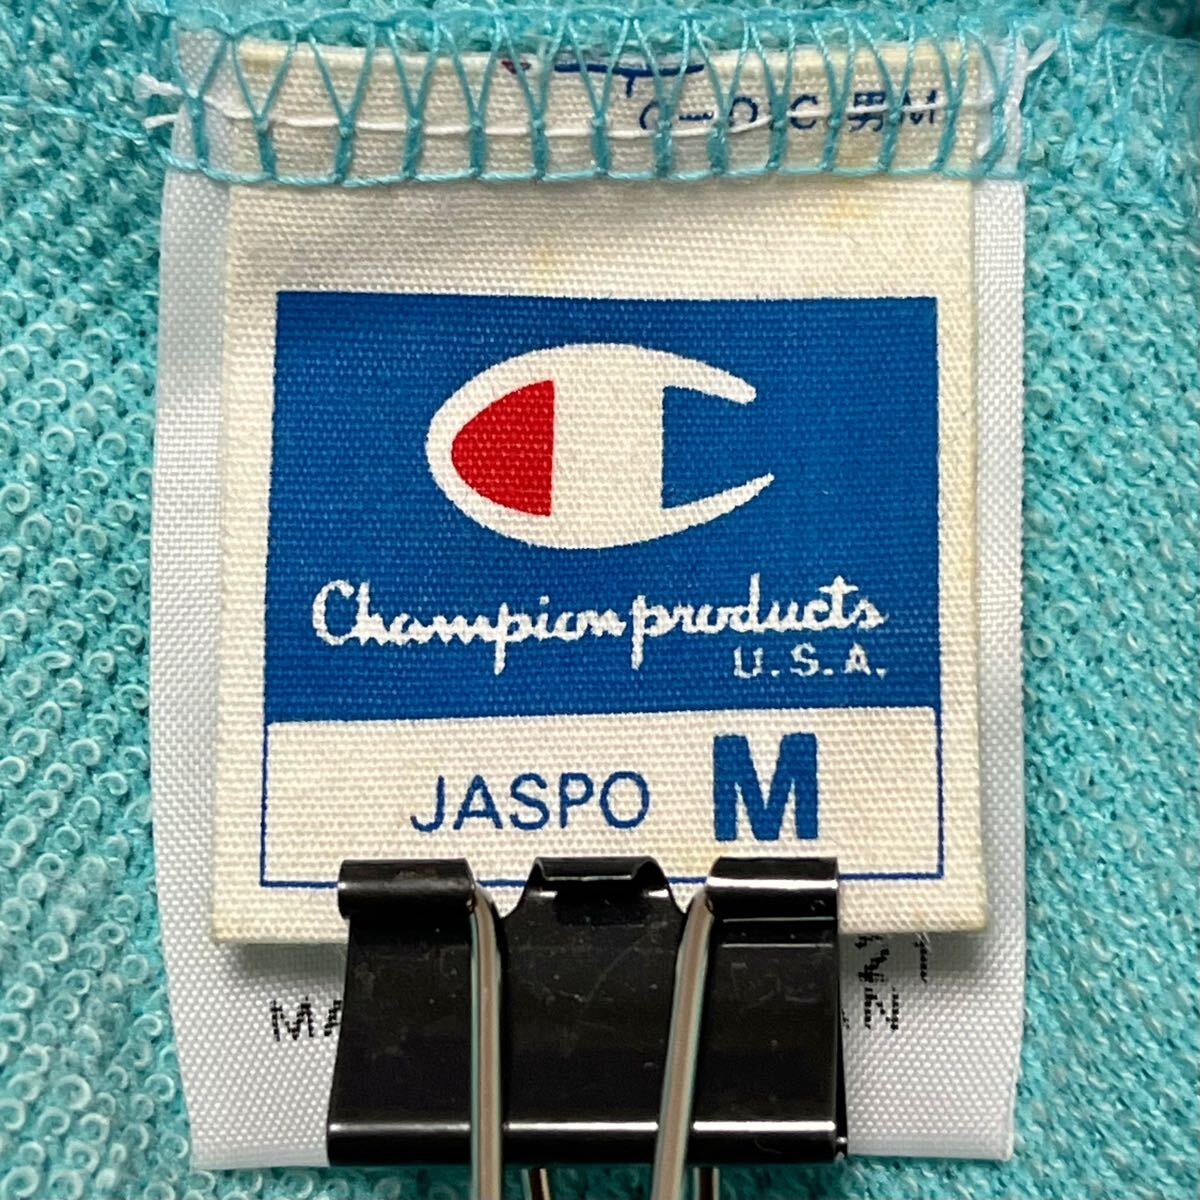 Champion products
U.S.A.
JASPO M